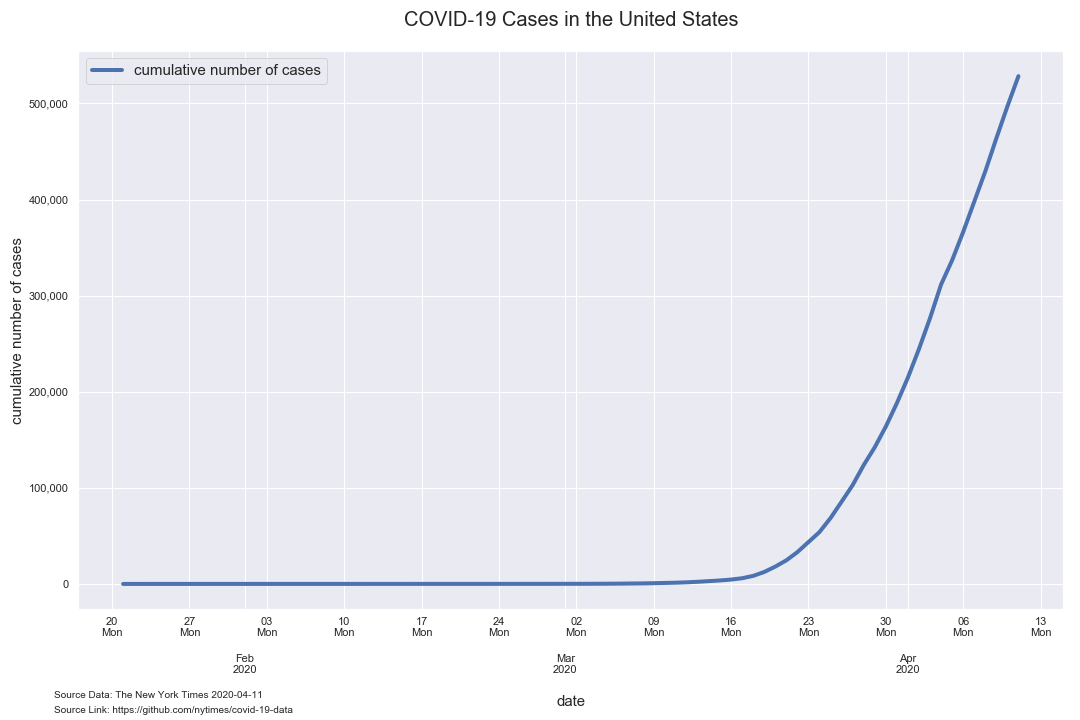 COVID-19 Cases in the United States
cumulative number of cases
cumulative number of cases
500,000
400,000
300,000
200,000
100,000
0
20 27 03 10 17 24 02 09 16 23 30 06 13
Mon Mon Mon Mon Mon Mon Mon Mon Mon Mon Mon Mon Mon
Feb Mar Apr
2020 2020 2020
date
Source Data: The New York Times 2020-04-11
Source Link: https://github.com/nytimes/covid-19-data